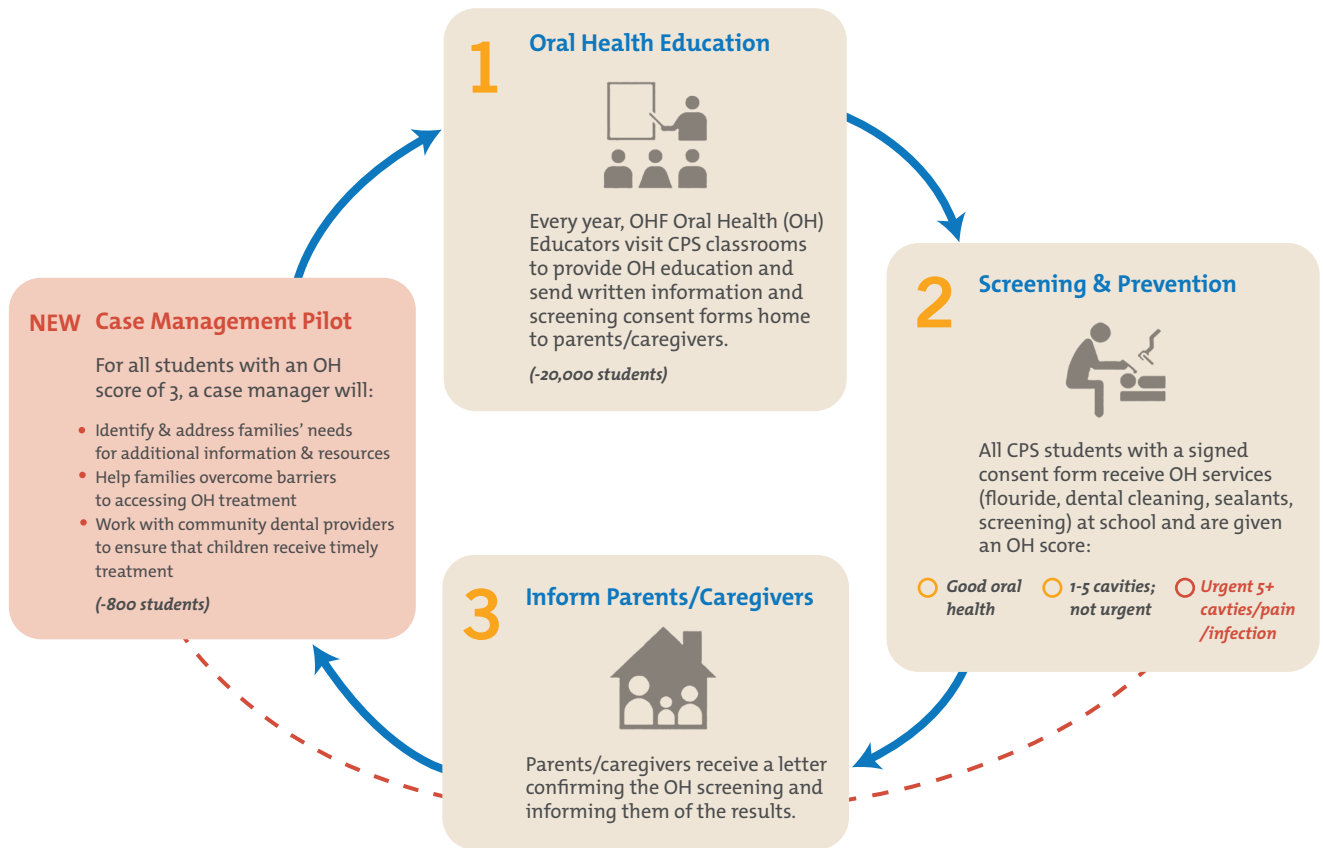 1
Oral Health Education
Every year, OHF Oral Health (OH)
Educators visit CPS classrooms
to provide OH education and
send written information and
screening consent forms home
to parents/caregivers.
(-20,000 students)
2
Screening & Prevention
All CPS students with a signed
consent form receive OH services
(flouride, dental cleaning, sealants,
screening) at school and are given
an OH score:
Good oral
health
1-5 cavities;
not urgent
Urgent 5+
cavties/pain
/infection
3
Inform Parents/Caregivers
Parents/caregivers receive a letter
confirming the OH screening and
informing them of the results.
NEW Case Management Pilot
For all students with an OH
score of 3, a case manager will:
• Identify & address families’ needs
for additional information & resources
• Help families overcome barriers
to accessing OH treatment
• Work with community dental providers
to ensure that children receive timely
treatment
(-800 students)